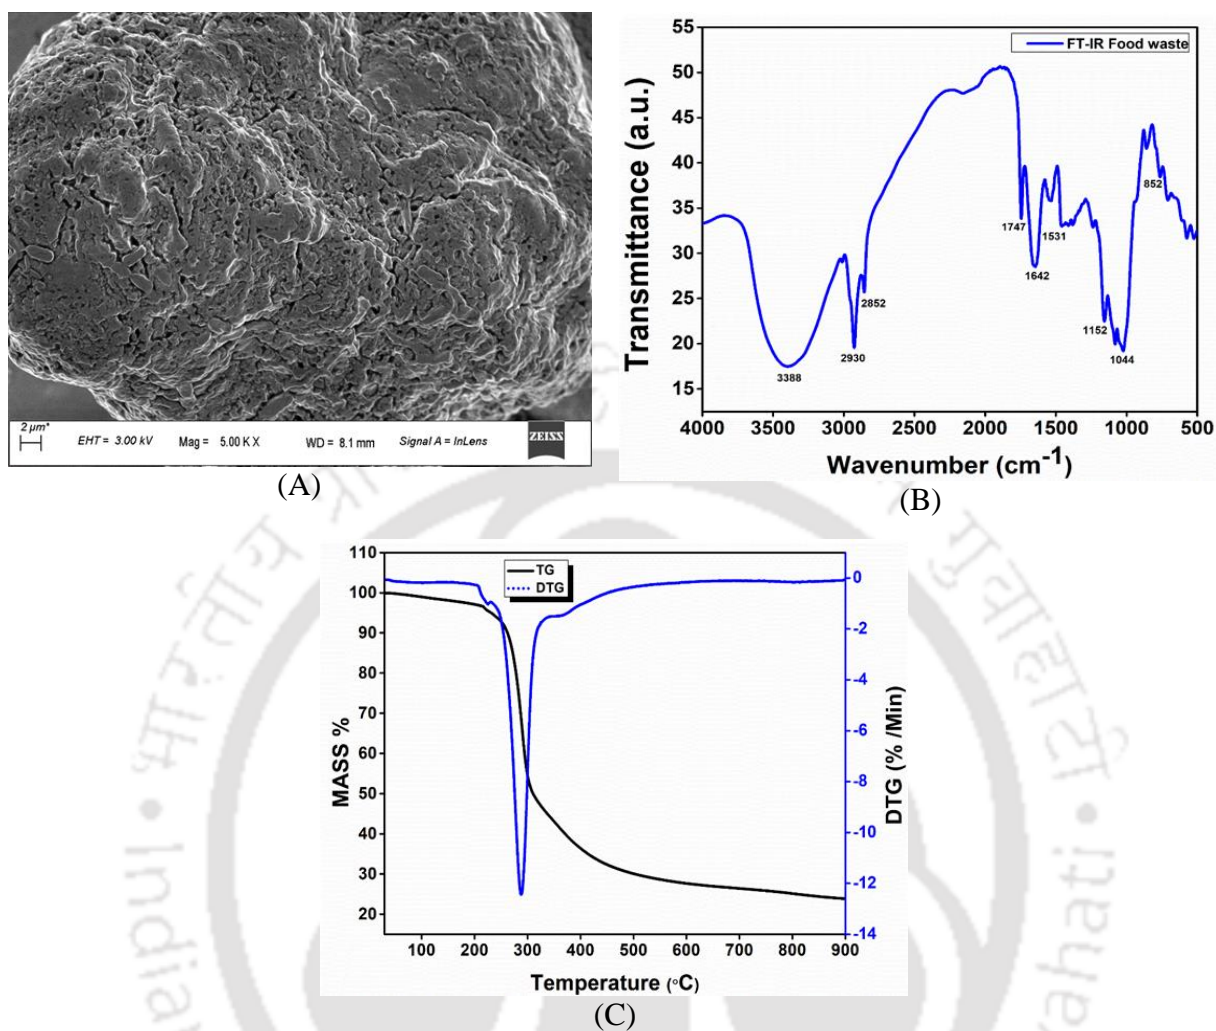 2 µm*
EHT = 3.00 kV
Mag = 5.00 K X
WD = 8.1 mm
Signal A = InLens
ZEISS
(A)
55
50
45
40
35
30
25
20
15
Transmittance (a.u.)
FT-IR Food waste
3388
2930
2852
1747
1642
1531
1152
1044
852
4000 3500 3000 2500 2000 1500 1000 500
Wavenumber (cm⁻¹)
(B)
110
100
90
80
70
60
50
40
30
20
MASS %
TG
DTG
0
-2
-4
-6
-8
-10
-12
-14
DTG (% /Min)
100 200 300 400 500 600 700 800 900
Temperature (°C)
(C)